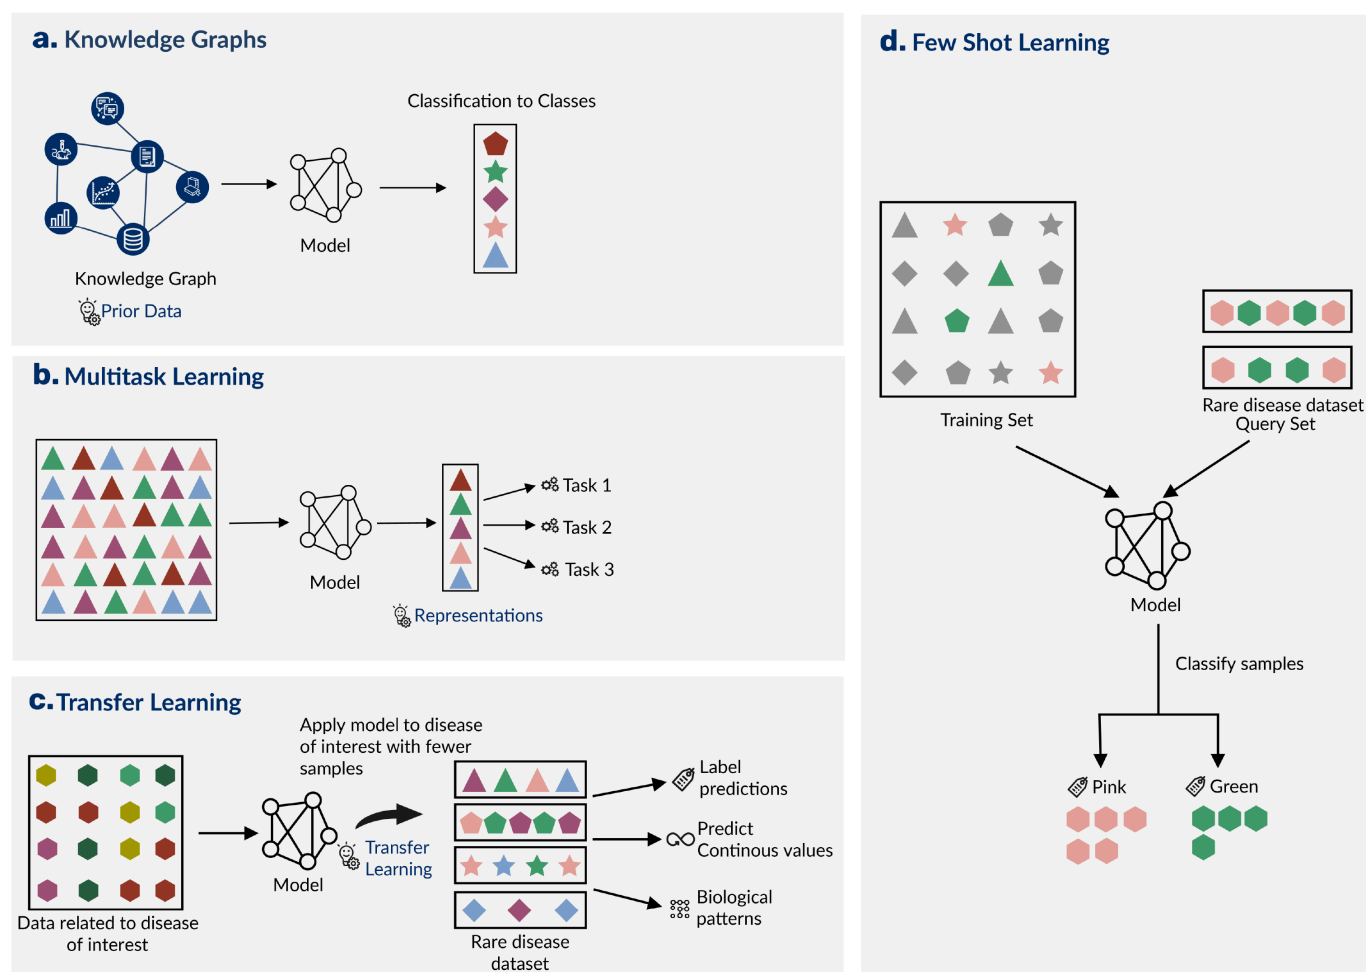 a. Knowledge Graphs
Classification to Classes
Model
Knowledge Graph
Prior Data
b. Multitask Learning
Task 1
Task 2
Task 3
Model
Representations
c. Transfer Learning
Apply model to disease
of interest with fewer
samples
Label
predictions
Predict
Continous values
Transfer
Learning
Model
Biological
patterns
Data related to disease
of interest
Rare disease
dataset
d. Few Shot Learning
Training Set
Rare disease dataset
Query Set
Model
Classify samples
Pink
Green